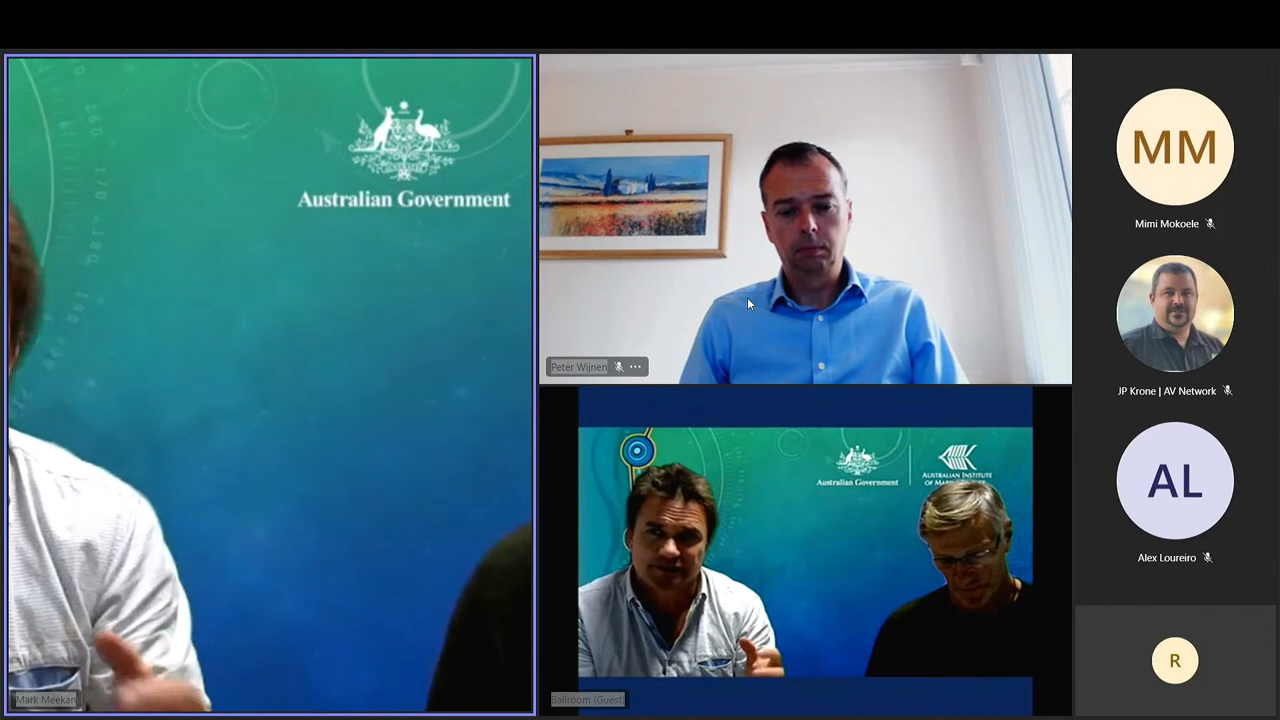 Australian Government
Mark Meekan
Peter Wijnen
Australian Government
AUSTRALIAN INSTITUTE
OF
Ballroom (Guest)
MM
Mimi Mokoele
JP Krone | AV Network
AL
Alex Loureiro
R